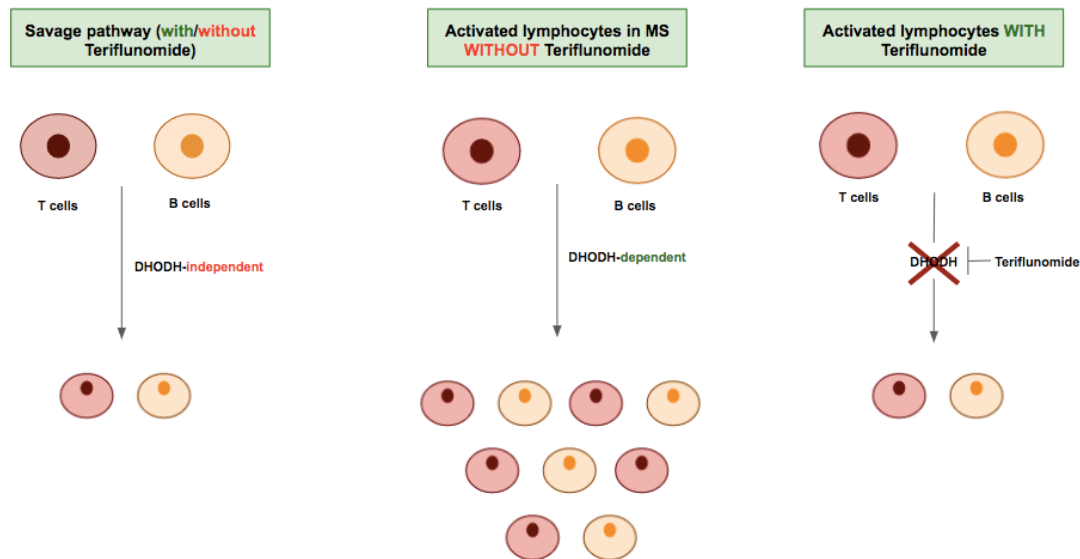 Savage pathway (with/without
Teriflunomide)
Activated lymphocytes in MS
WITHOUT Teriflunomide
Activated lymphocytes WITH
Teriflunomide
T cells
B cells
T cells
B cells
T cells
B cells
DHODH-independent
DHODH-dependent
DHODH
Teriflunomide